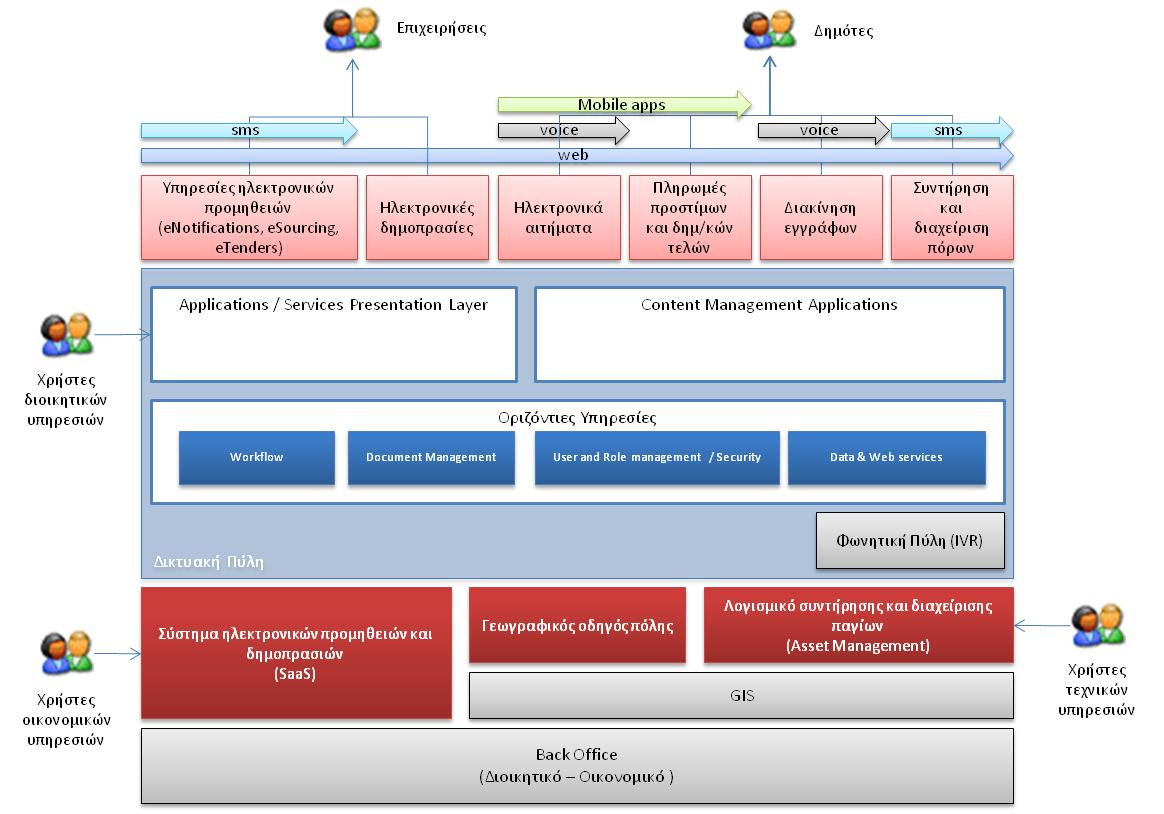 Επιχειρήσεις
Δημότες
Mobile apps
sms
voice
voice
sms
web
Υπηρεσίες ηλεκτρονικών
προμηθειών
(eNotifications, eSourcing,
eTenders)
Ηλεκτρονικές
δημοπρασίες
Ηλεκτρονικά
αιτήματα
Πληρωμές
προστίμων
και δημ/κών
τελών
Διακίνηση
εγγράφων
Συντήρηση
και
διαχείριση
πόρων
Applications / Services Presentation Layer
Content Management Applications
Χρήστες
διοικητικών
υπηρεσιών
Οριζόντιες Υπηρεσίες
Workflow
Document Management
User and Role management / Security
Data & Web services
Φωνητική Πύλη (IVR)
Δικτυακή Πύλη
Σύστημα ηλεκτρονικών προμηθειών και
δημοπρασιών
(SaaS)
Γεωγραφικός οδηγός πόλης
Λογισμικό συντήρησης και διαχείρισης
παγίων
(Asset Management)
Χρήστες
οικονομικών
υπηρεσιών
Χρήστες
τεχνικών
υπηρεσιών
GIS
Back Office
(Διοικητικό – Οικονομικό )